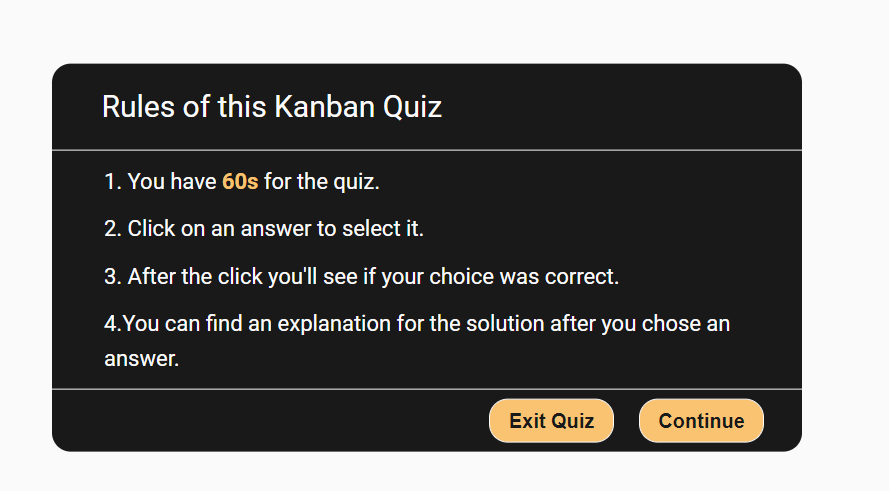 Rules of this Kanban Quiz
1. You have 60s for the quiz.
2. Click on an answer to select it.
3. After the click you'll see if your choice was correct.
4.You can find an explanation for the solution after you chose an
answer.
Exit Quiz Continue